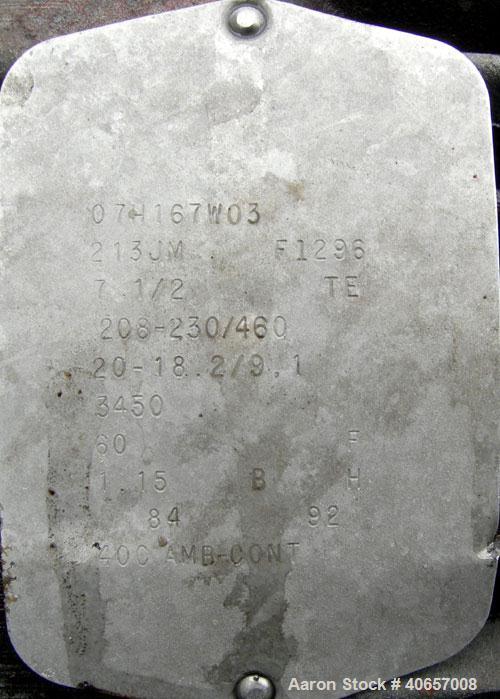 07H167W03
213JM F1296
7 1/2 TE
208-230/460
20-18.2/9.1
3450
60 F
1.15 B H
84 92
40C AMB-CONT
Aaron Stock # 40657008